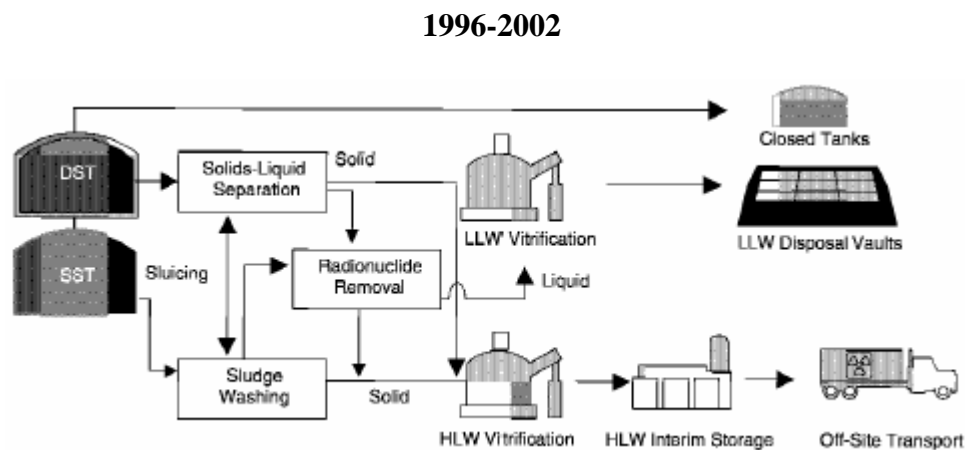 1996-2002
Closed Tanks
DST
Solids-Liquid
Separation
Solid
LLW' Vitrification
LLW Disposal Vaults
SST
Sluicing
Radionuclide
Removal
Liquid
Sludge
Washing
Solid
HLW Vitrification
HLW Interim Storage
Off-Site Transport